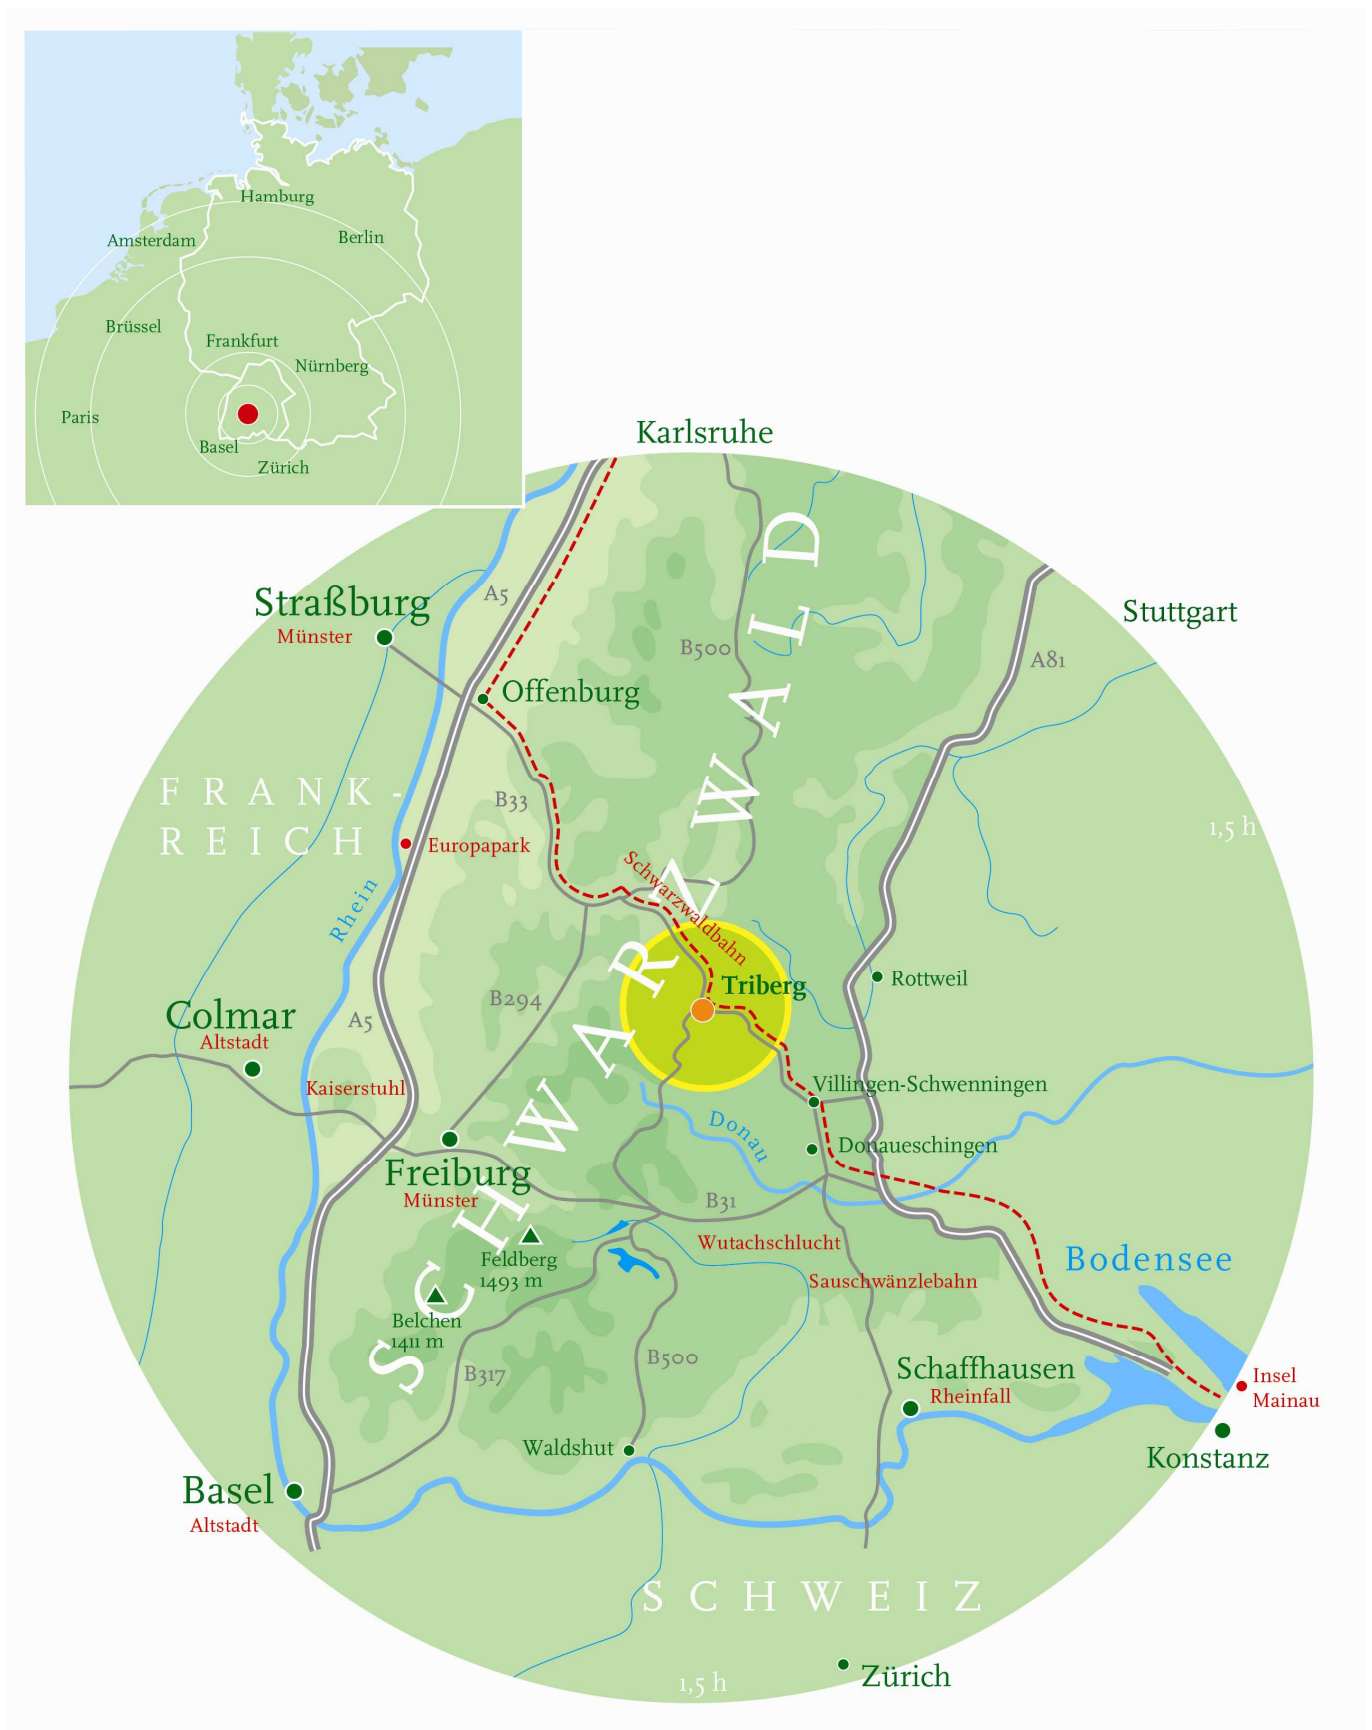 Hamburg
Amsterdam
Berlin
Brüssel
Frankfurt
Nürnberg
Paris
Basel
Zürich
Karlsruhe
Straßburg
Münster
A5
Stuttgart
B500
A81
Offenburg
FRANK-
REICH
B33
Europapark
1,5 h
Rhein
Schwarzwaldbahn
SCHWARZWALD
Triberg
Rottweil
B294
Colmar
Altstadt
A5
Kaiserstuhl
Villingen-Schwenningen
Donau
Donaueschingen
Freiburg
Münster
B31
Wutachschlucht
Feldberg
1493 m
Bodensee
Sauschwänzlebahn
Belchen
1411 m
B317
B500
Schaffhausen
Rheinfall
Insel
Mainau
Waldshut
Konstanz
Basel
Altstadt
SCHWEIZ
Zürich
1,5 h